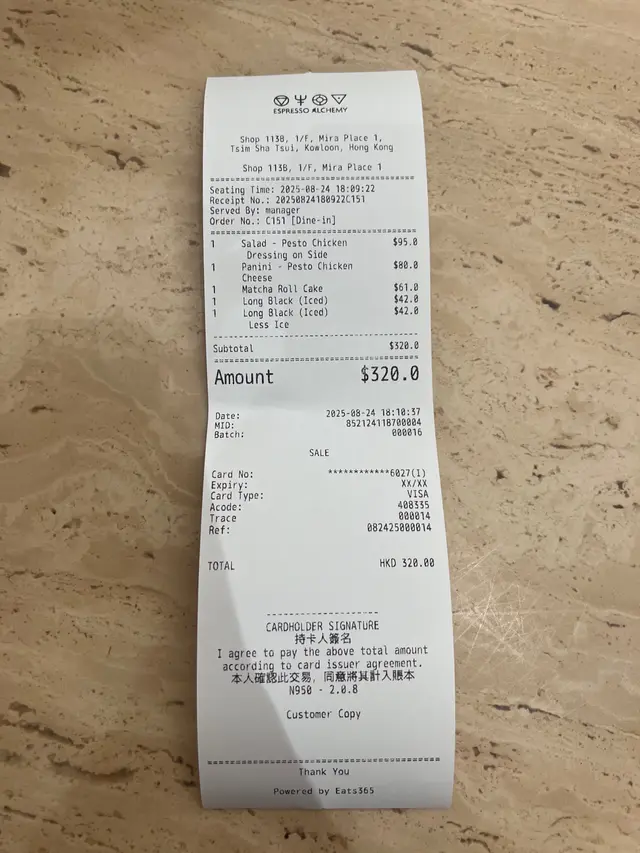 ESPRESSO ALCHEMY
Shop 113B, 1/F, Mira Place 1,
Tsim Sha Tsui, Kowloon, Hong Kong
Shop 113B, 1/F, Mira Place 1
Seating Time: 2025-08-24 18:09:22
Receipt No.: 20250824180922C151
Served By: manager
Order No.: C151 [Dine-in]
1 Salad - Pesto Chicken $95.0
Dressing on Side
1 Panini - Pesto Chicken $80.0
Cheese
1 Matcha Roll Cake $61.0
1 Long Black (Iced) $42.0
1 Long Black (Iced) $42.0
Less Ice
Subtotal $320.0
Amount $320.0
Date: 2025-08-24 18:10:37
MID: 852124118700004
Batch: 000016
SALE
Card No: ************6027(1)
Expiry: XX/XX
Card Type: VISA
Acode: 408335
Trace 000014
Ref: 082425000014
TOTAL HKD 320.00
CARDHOLDER SIGNATURE
持卡人簽名
I agree to pay the above total amount
according to card issuer agreement.
本人確認此交易, 同意將其計入賬本
N950 - 2.0.8
Customer Copy
Thank You
Powered by Eats365